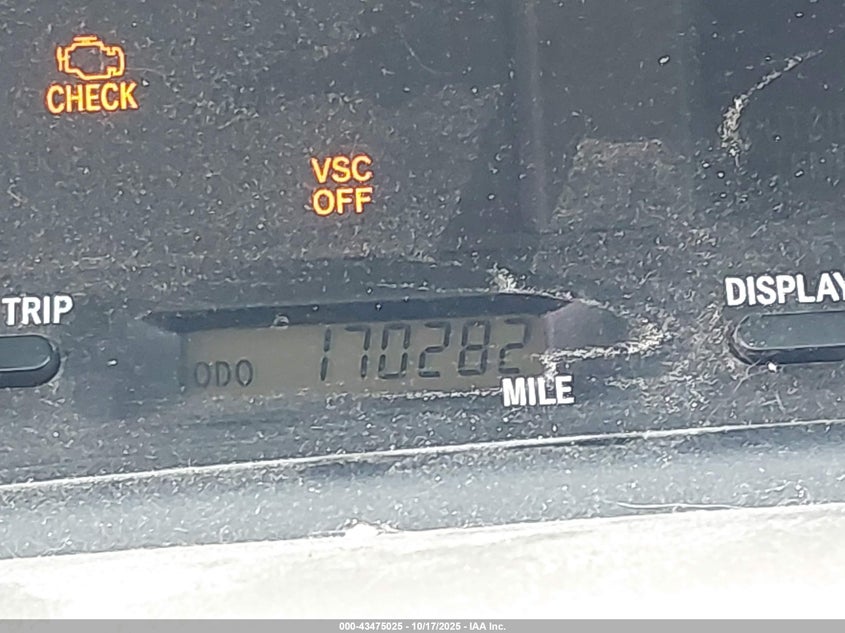 CHECK
VSC
OFF
TRIP
DISPLAY
ODO 170282
MILE
000-43475025 - 10/17/2025 - IAA Inc.